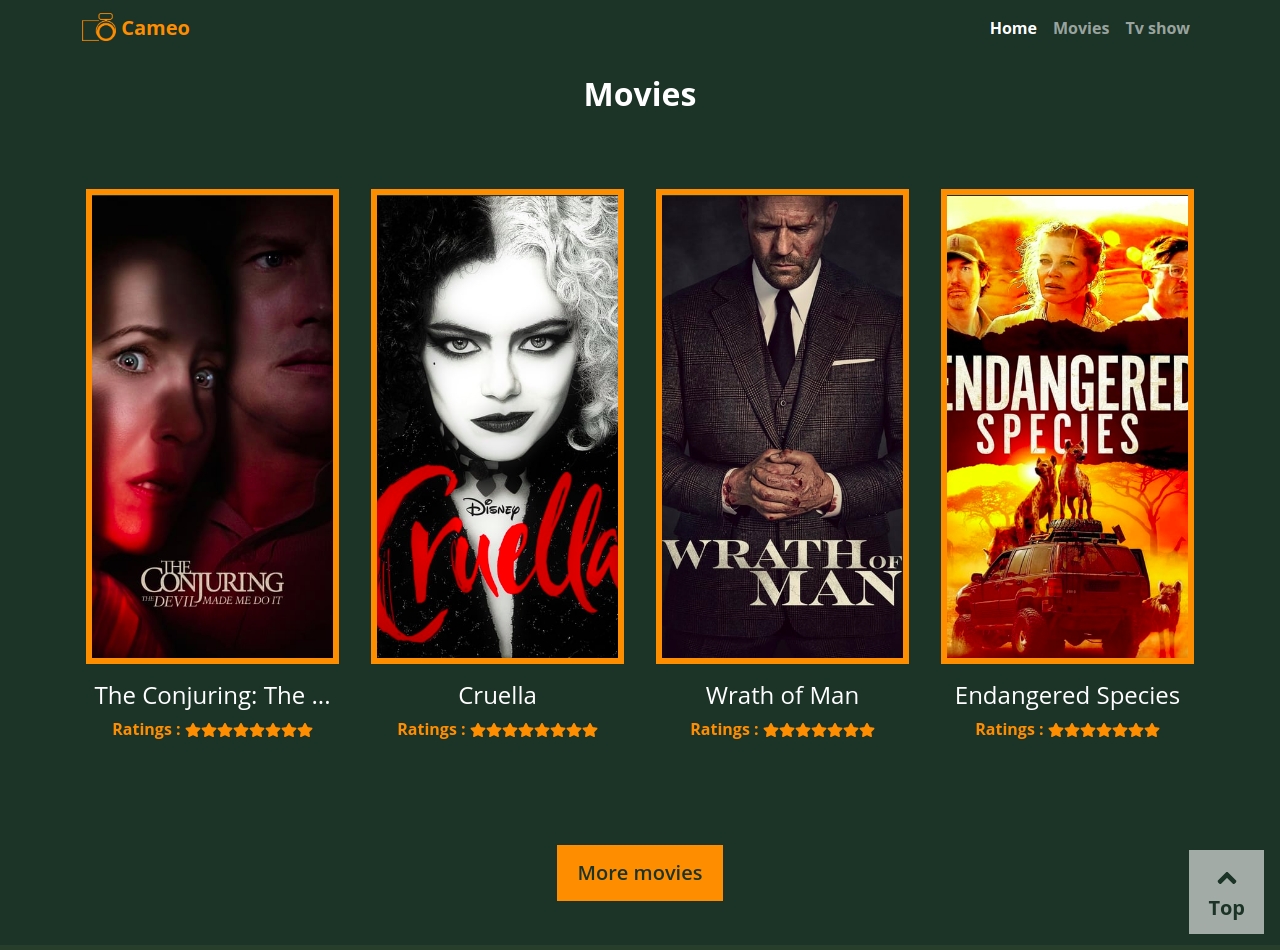 Cameo
Home Movies Tv show
Movies
THE
CONJURING
THE DEVIL MADE ME DO IT
Disney
Cruella
WRATH OF
MAN
ENDANGERED
SPECIES
The Conjuring: The ...
Cruella
Wrath of Man
Endangered Species
Ratings :
Ratings :
Ratings :
Ratings :
More movies
Top